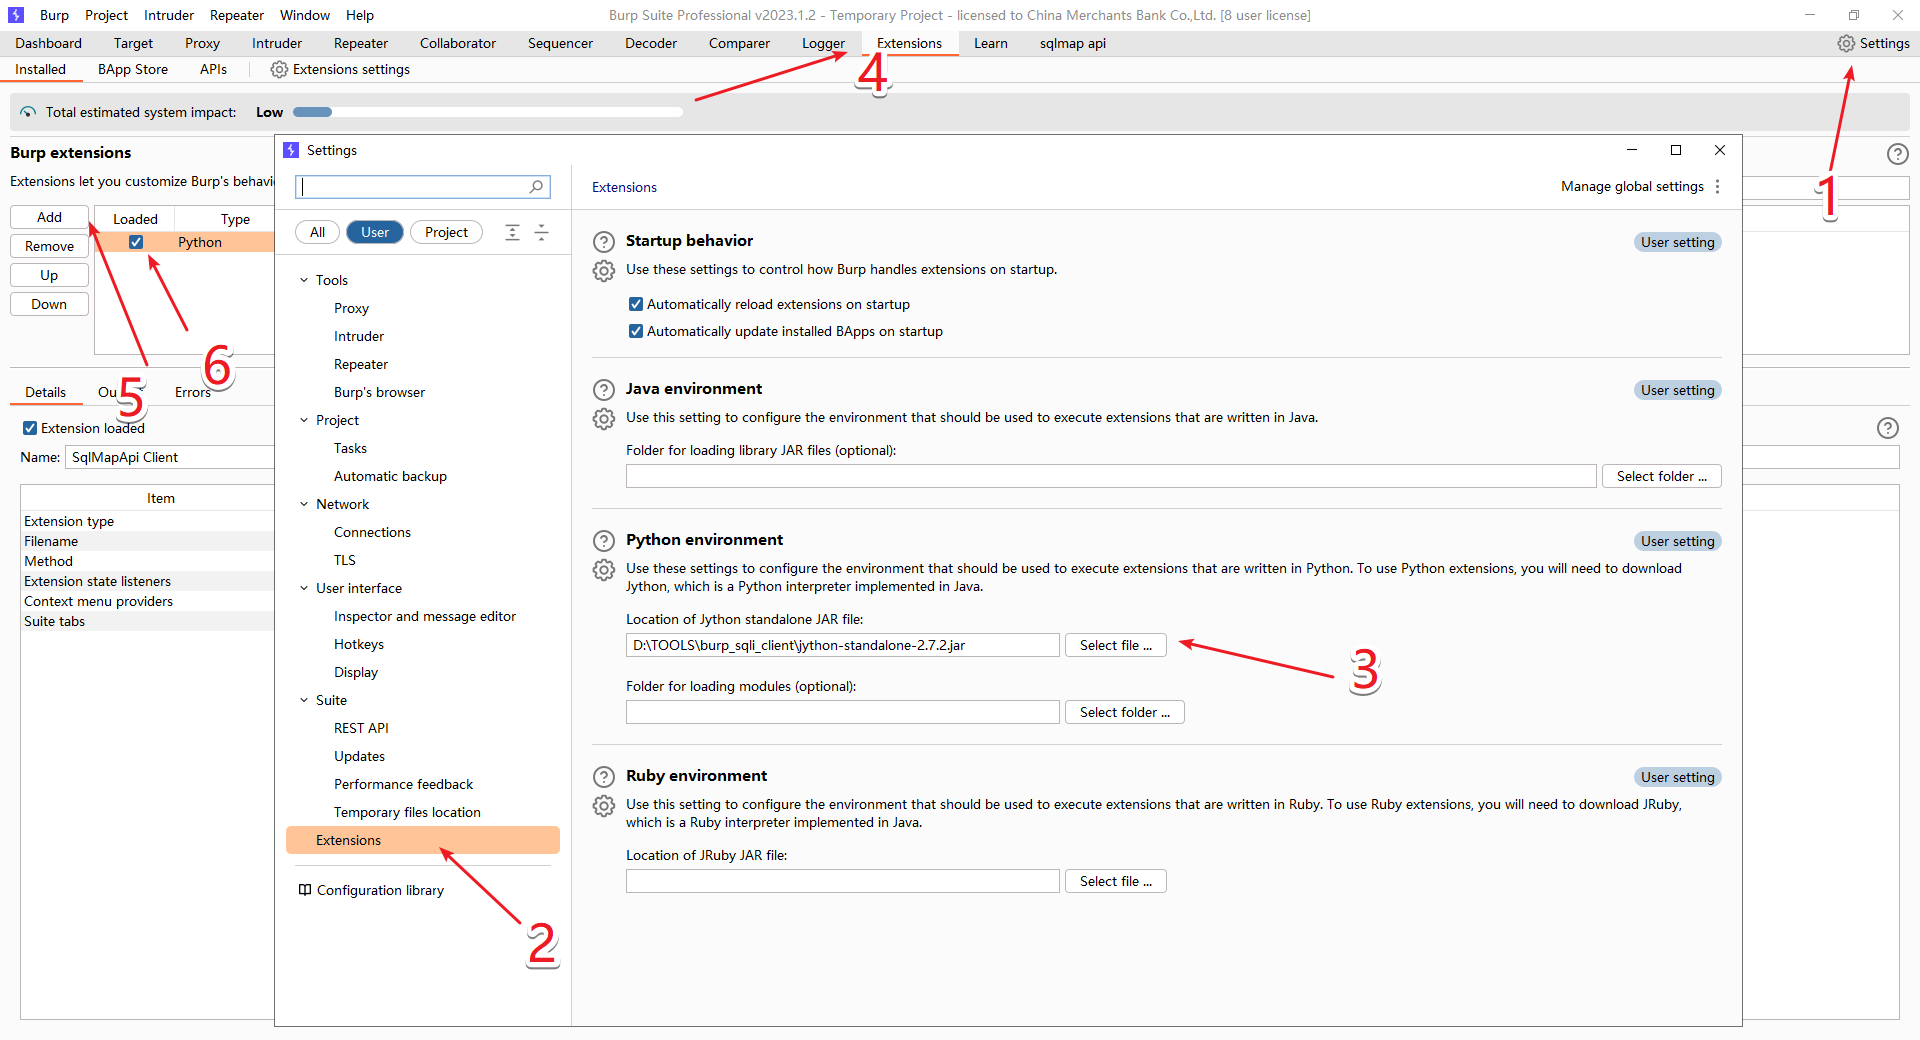 Burp Project Intruder Repeater Window Help
Burp Suite Professional v2023.1.2 - Temporary Project - licensed to China Merchants Bank Co.,Ltd. [8 user license]
Dashboard Target Proxy Intruder Repeater Collaborator Sequencer Decoder Comparer Logger Extensions Learn sqlmap api Settings
Installed BApp Store APIs Extensions settings
4
Total estimated system impact: Low
1
Burp extensions
Extensions let you customize Burp's behavi
Add
Remove
Up
Down
Loaded Type
Python
5
6
Details Errors
Extension loaded
Name: SqlMapApi Client
Item
Extension type
Filename
Method
Extension state listeners
Context menu providers
Suite tabs
Settings
All User Project
Tools
Proxy
Intruder
Repeater
Burp's browser
Project
Tasks
Automatic backup
Network
Connections
TLS
User interface
Inspector and message editor
Hotkeys
Display
Suite
REST API
Updates
Performance feedback
Temporary files location
Extensions
Configuration library
2
Extensions
Manage global settings
Startup behavior
User setting
Use these settings to control how Burp handles extensions on startup.
Automatically reload extensions on startup
Automatically update installed BApps on startup
Java environment
User setting
Use this setting to configure the environment that should be used to execute extensions that are written in Java.
Folder for loading library JAR files (optional):
Select folder ...
Python environment
User setting
Use these settings to configure the environment that should be used to execute extensions that are written in Python. To use Python extensions, you will need to download
Jython, which is a Python interpreter implemented in Java.
Location of Jython standalone JAR file:
D:\TOOLS\burp_sqli_client\jython-standalone-2.7.2.jar
Select file ...
3
Folder for loading modules (optional):
Select folder ...
Ruby environment
User setting
Use this setting to configure the environment that should be used to execute extensions that are written in Ruby. To use Ruby extensions, you will need to download JRuby,
which is a Ruby interpreter implemented in Java.
Location of JRuby JAR file:
Select file ...